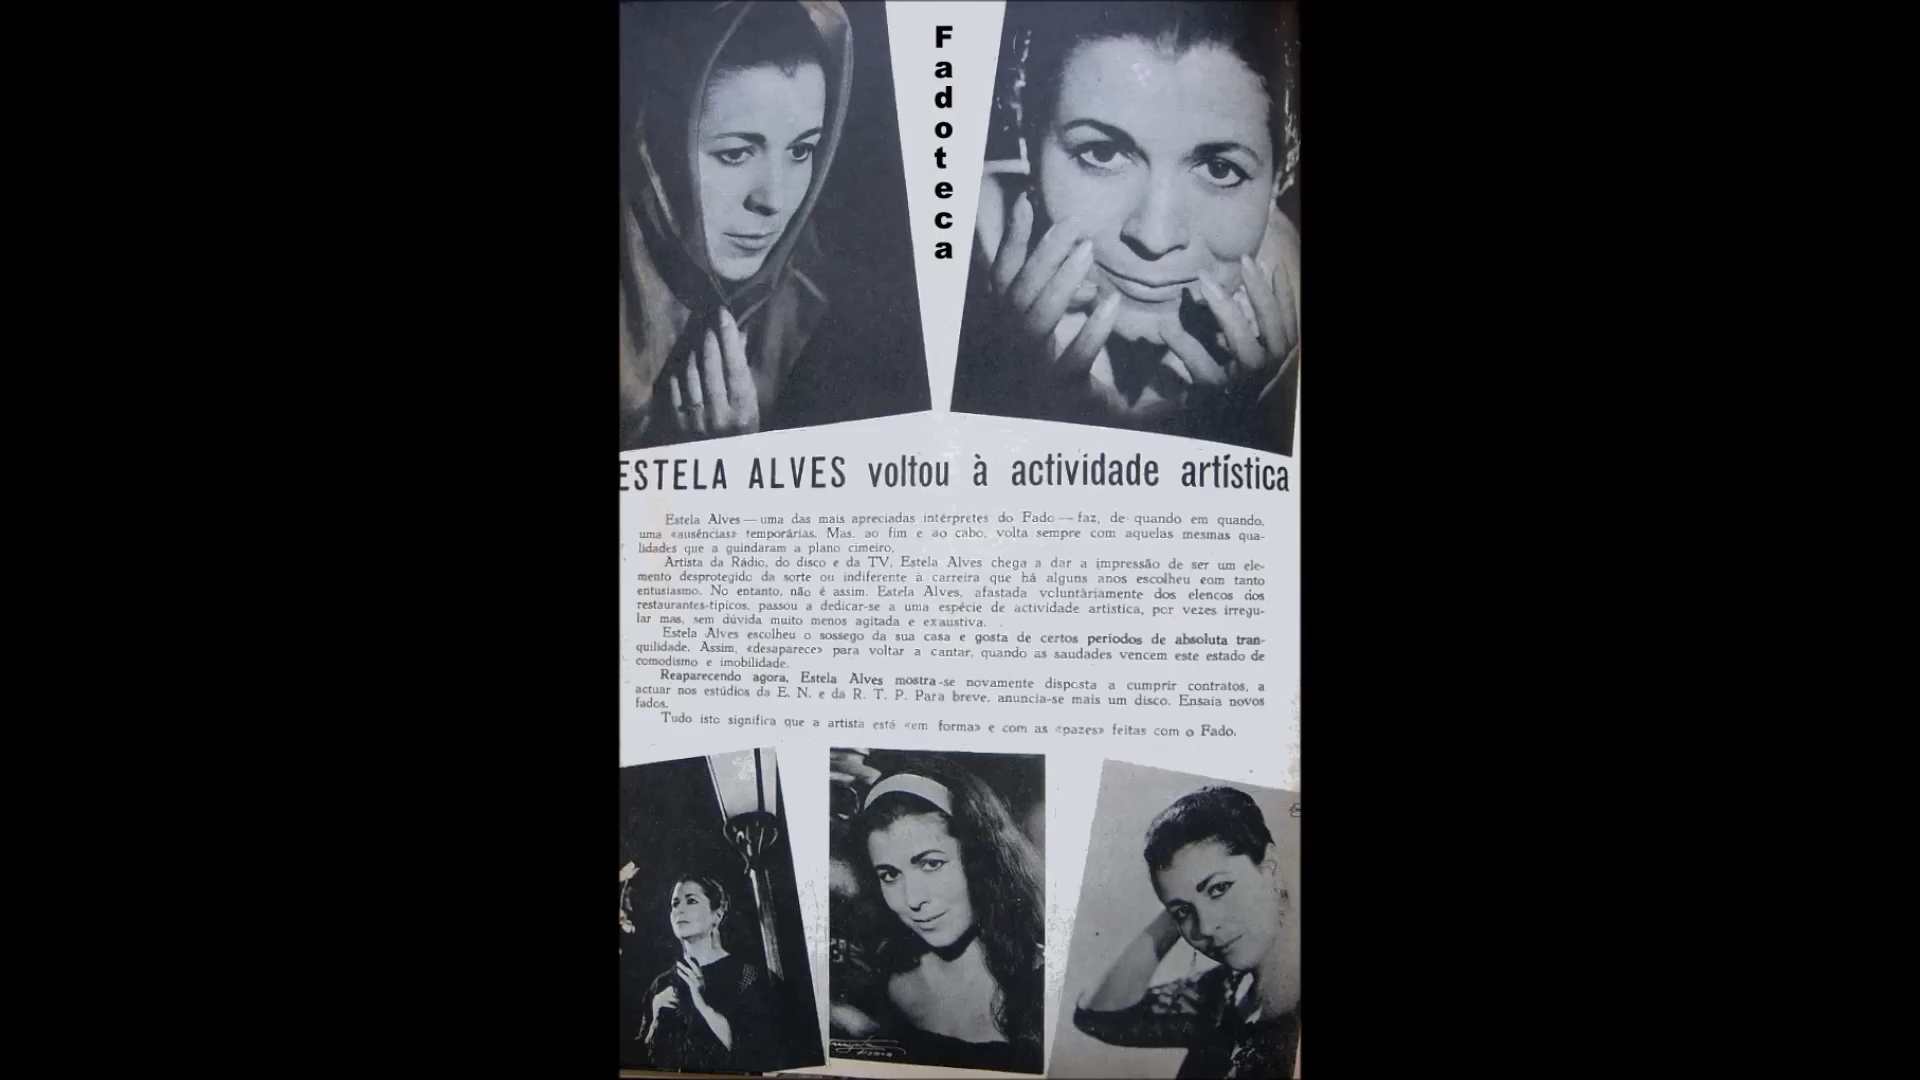 Fadoteca
ESTELA ALVES voltou à actividade artística
Estela Alves — uma das mais apreciadas intérpretes do Fado — faz, de quando em quando,
uma «ausências» temporárias. Mas, ao fim e ao cabo, volta sempre com aquelas mesmas qua-
lidades que a guindaram a plano cimeiro.
Artista da Rádio, do disco e da TV, Estela Alves chega a dar a impressão de ser um ele-
mento desprotegido da sorte ou indiferente à carreira que há alguns anos escolheu eom tanto
entusiasmo. No entanto, não é assim. Estela Alves, afastada voluntàriamente dos elencos dos
restaurantes-típicos, passou a dedicar-se a uma espécie de actividade artística, por vezes irregu-
lar mas, sem dúvida muito menos agitada e exaustiva.
Estela Alves escolheu o sossego da sua casa e gosta de certos períodos de absoluta tran-
quilidade. Assim, «desaparece» para voltar a cantar, quando as saudades vencem este estado de
comodismo e imobilidade.
Reaparecendo agora, Estela Alves mostra-se novamente disposta a cumprir contratos, a
actuar nos estúdios da E. N. e da R. T. P. Para breve, anuncia-se mais um disco. Ensaia novos
fados.
Tudo isto significa que a artista está «em forma» e com as «pazes» feitas com o Fado.